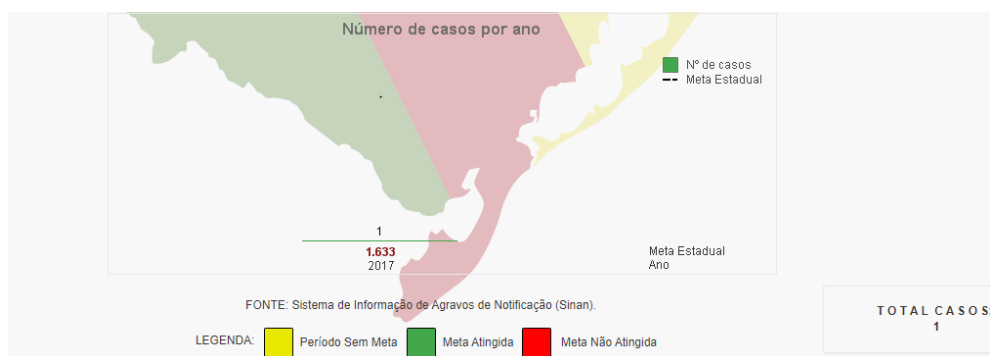 Número de casos por ano
Nº de casos
Meta Estadual
1
1.633
2017
Meta Estadual
Ano
FONTE: Sistema de Informação de Agravos de Notificação (Sinan).
LEGENDA: Período Sem Meta Meta Atingida Meta Não Atingida
TOTAL CASOS:
1